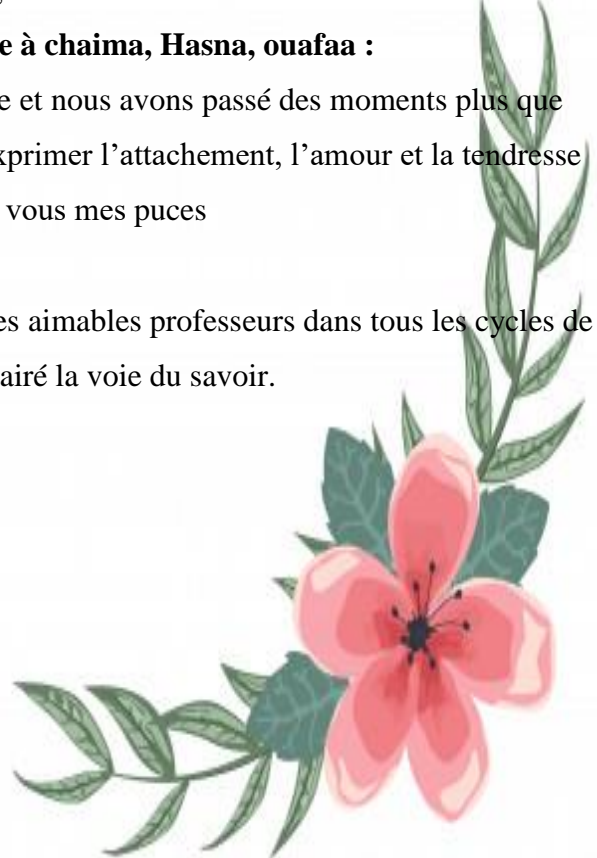 e à chaima, Hasna, ouafaa :
e et nous avons passé des moments plus que
xprimer l’attachement, l’amour et la tendresse
vous mes puces
es aimables professeurs dans tous les cycles de
airé la voie du savoir.